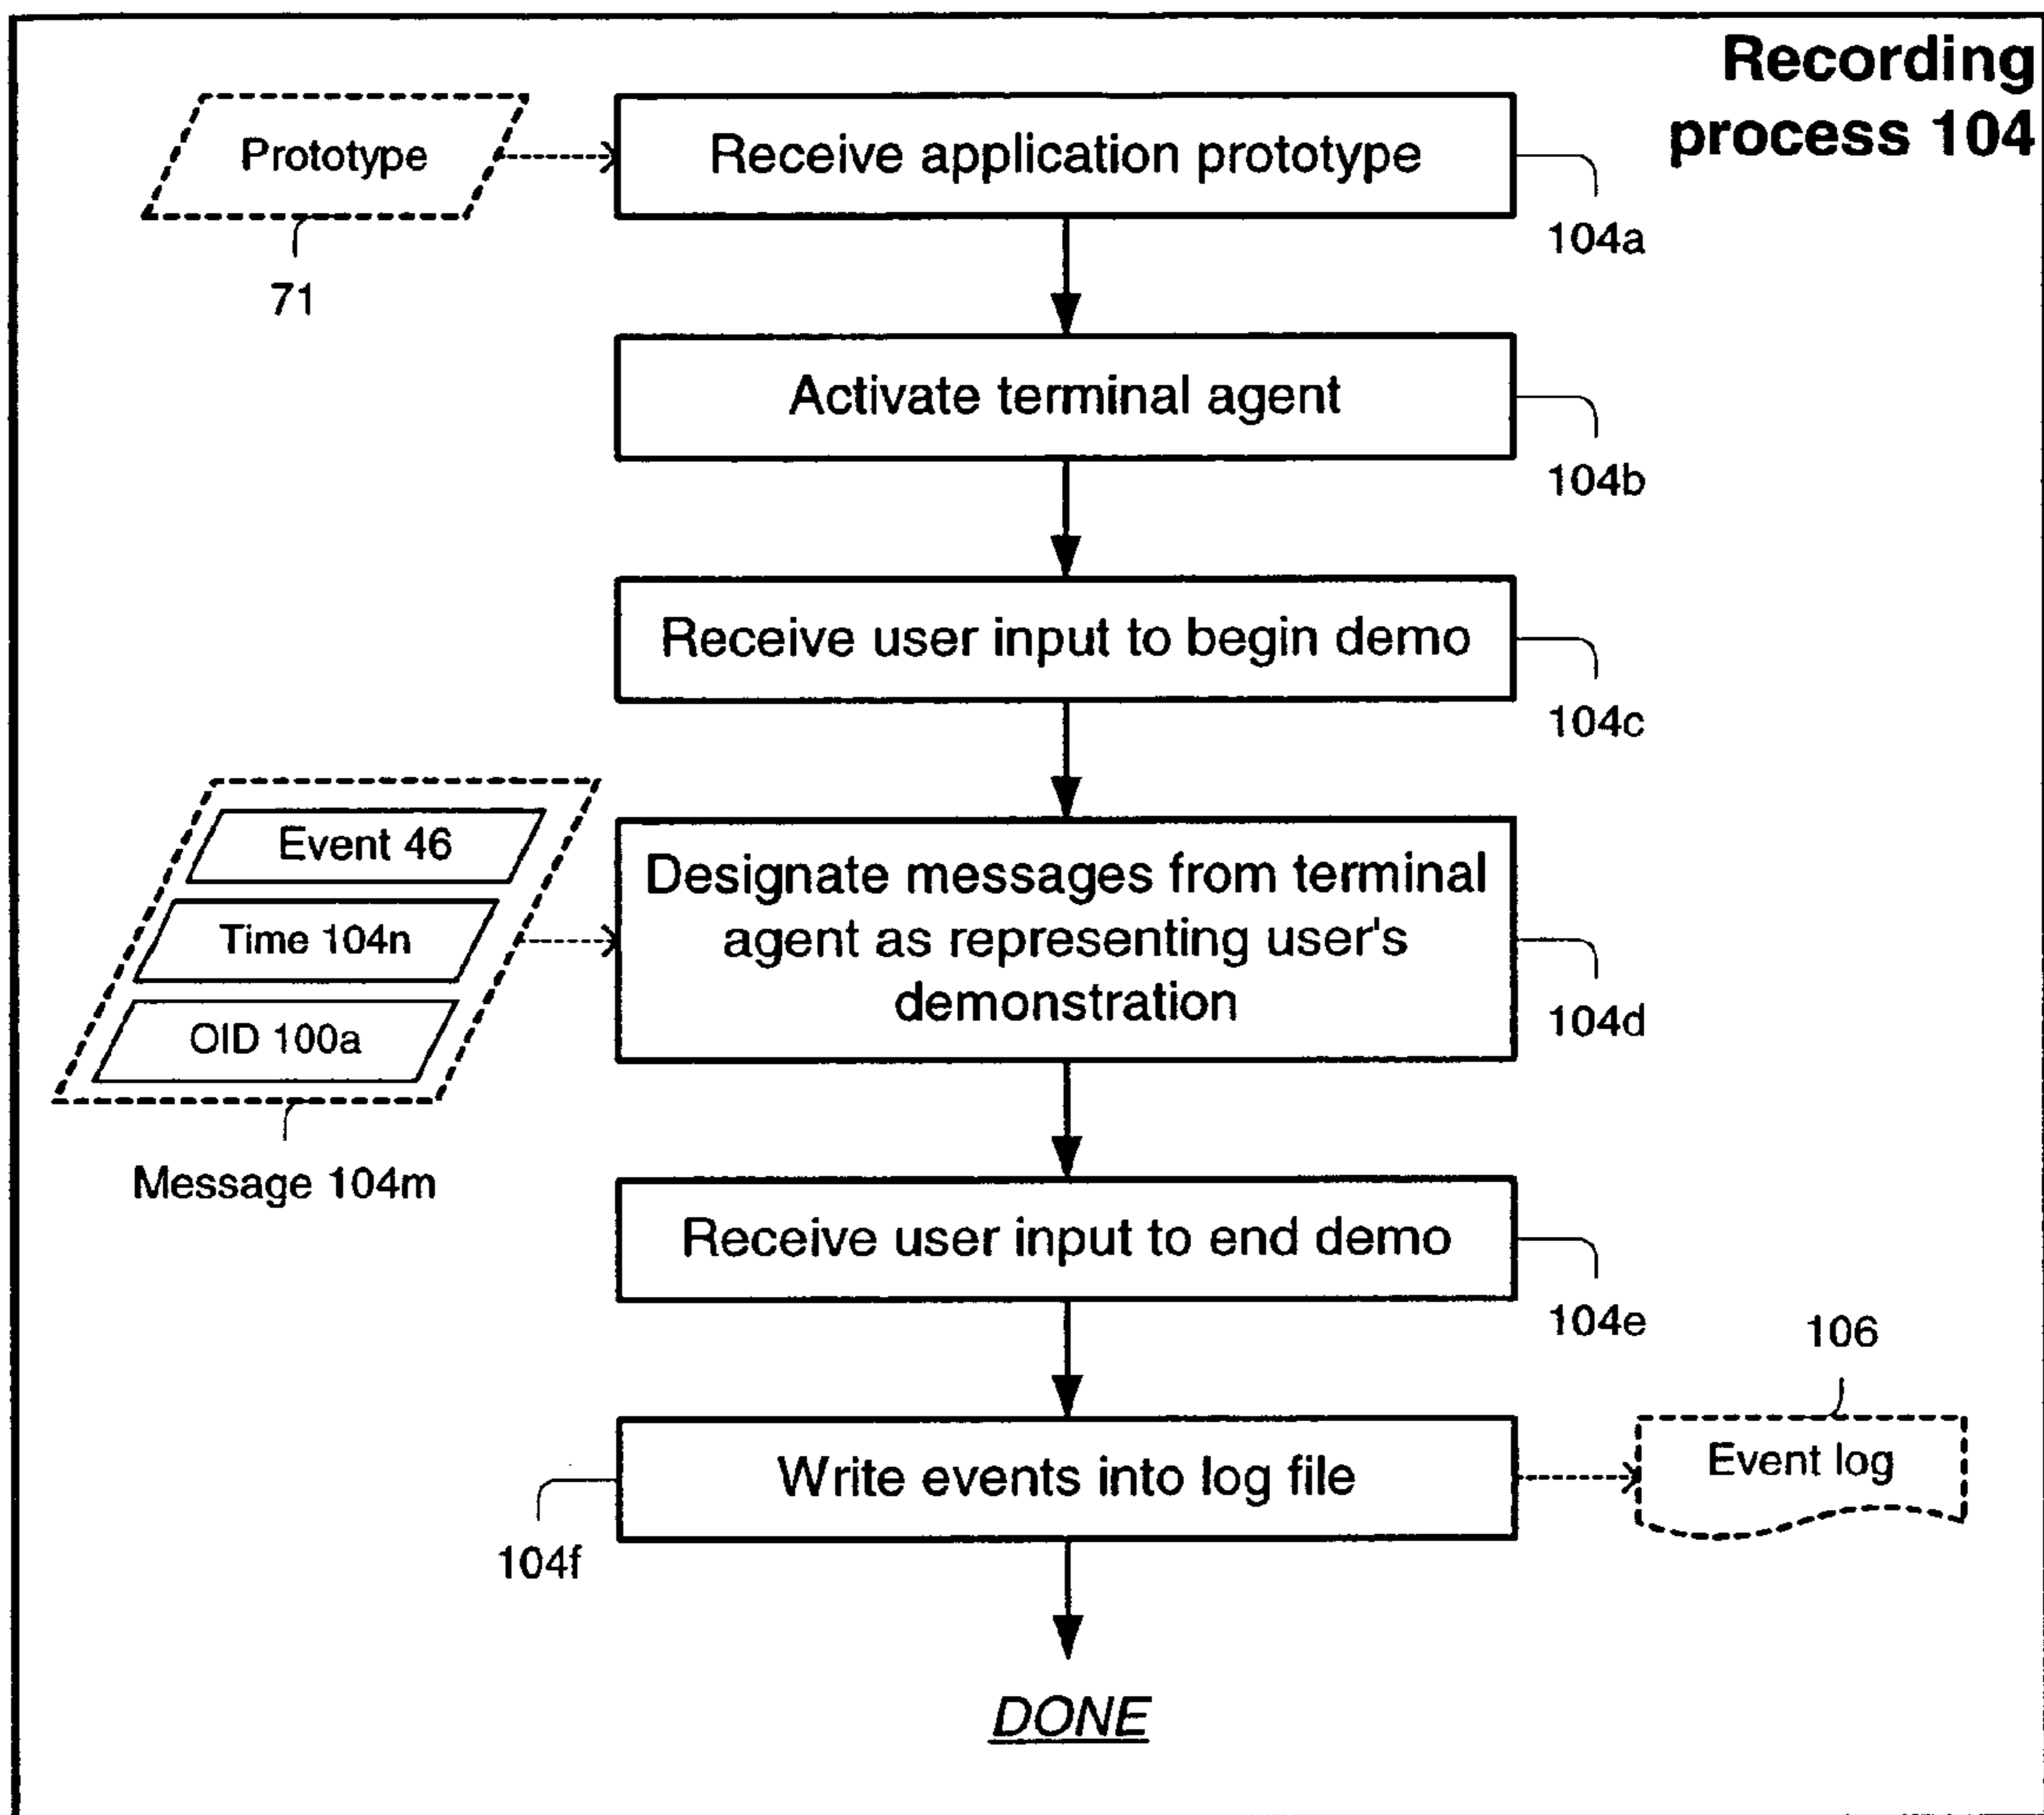 Recording
process 104
Prototype
71
Receive application prototype
104a
Activate terminal agent
104b
Receive user input to begin demo
104c
Event 46
Time 104n
OID 100a
Message 104m
Designate messages from terminal
agent as representing user's
demonstration
104d
Receive user input to end demo
104e
106
Write events into log file
104f
Event log
DONE